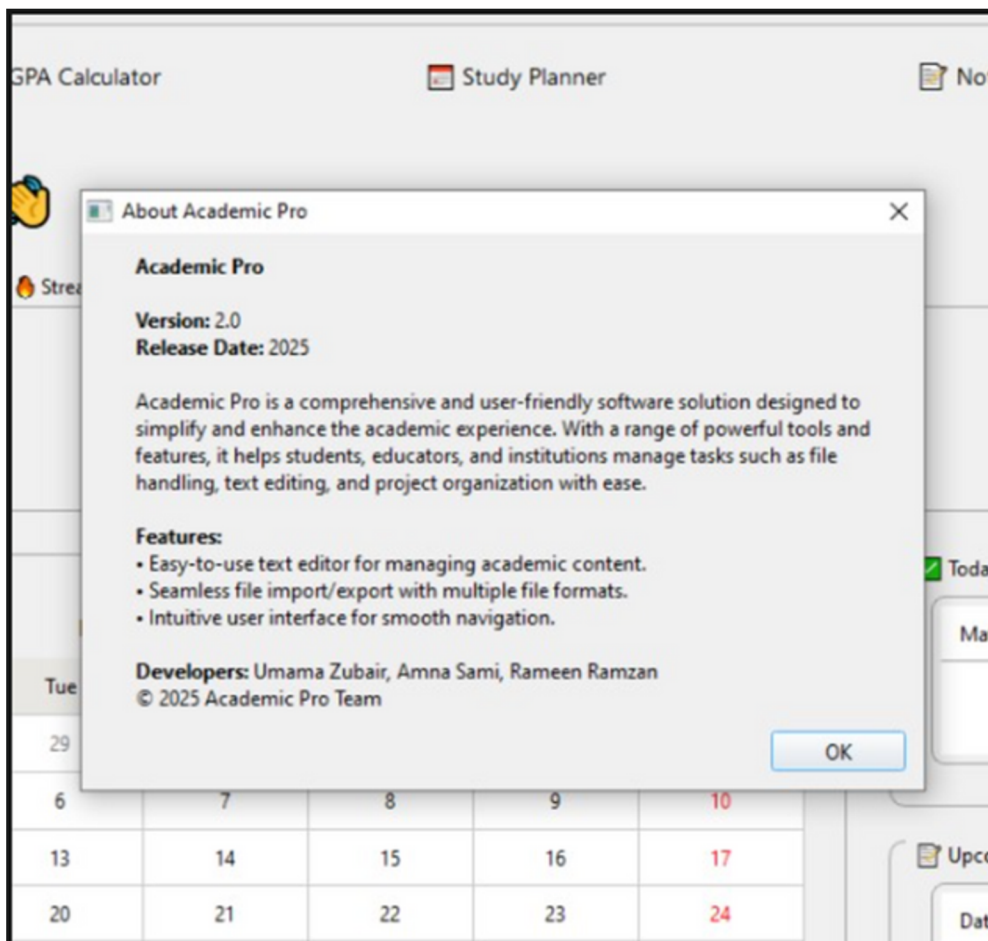 GPA Calculator
Study Planner
About Academic Pro
Academic Pro
Version: 2.0
Release Date: 2025
Academic Pro is a comprehensive and user-friendly software solution designed to
simplify and enhance the academic experience. With a range of powerful tools and
features, it helps students, educators, and institutions manage tasks such as file
handling, text editing, and project organization with ease.
Features:
• Easy-to-use text editor for managing academic content.
• Seamless file import/export with multiple file formats.
• Intuitive user interface for smooth navigation.
Developers: Umama Zubair, Amna Sami, Rameen Ramzan
© 2025 Academic Pro Team
OK
Tue
29
6 7 8 9 10
13 14 15 16 17
20 21 22 23 24